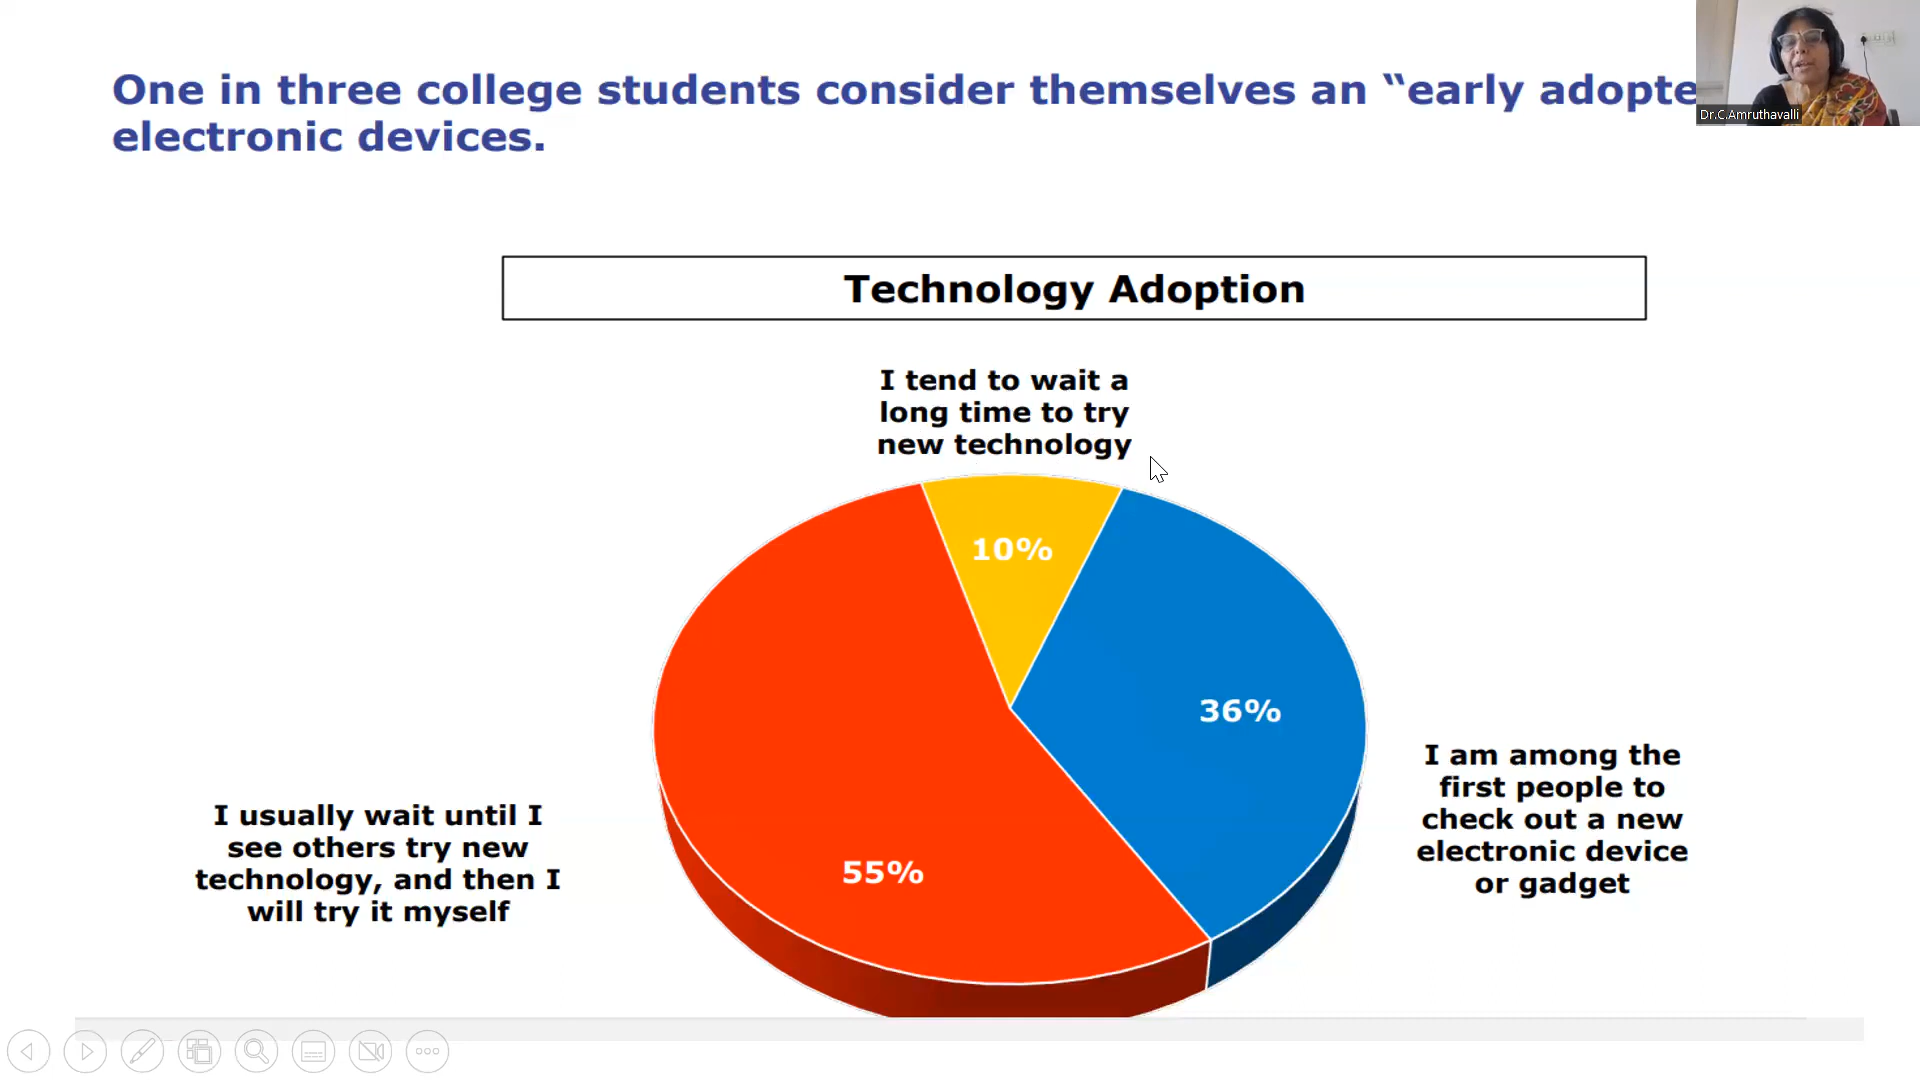 One in three college students consider themselves an “early adopte
electronic devices.
Dr.C.Amruthavalli
Technology Adoption
I tend to wait a
long time to try
new technology
10%
36%
55%
I am among the
first people to
check out a new
electronic device
or gadget
I usually wait until I
see others try new
technology, and then I
will try it myself